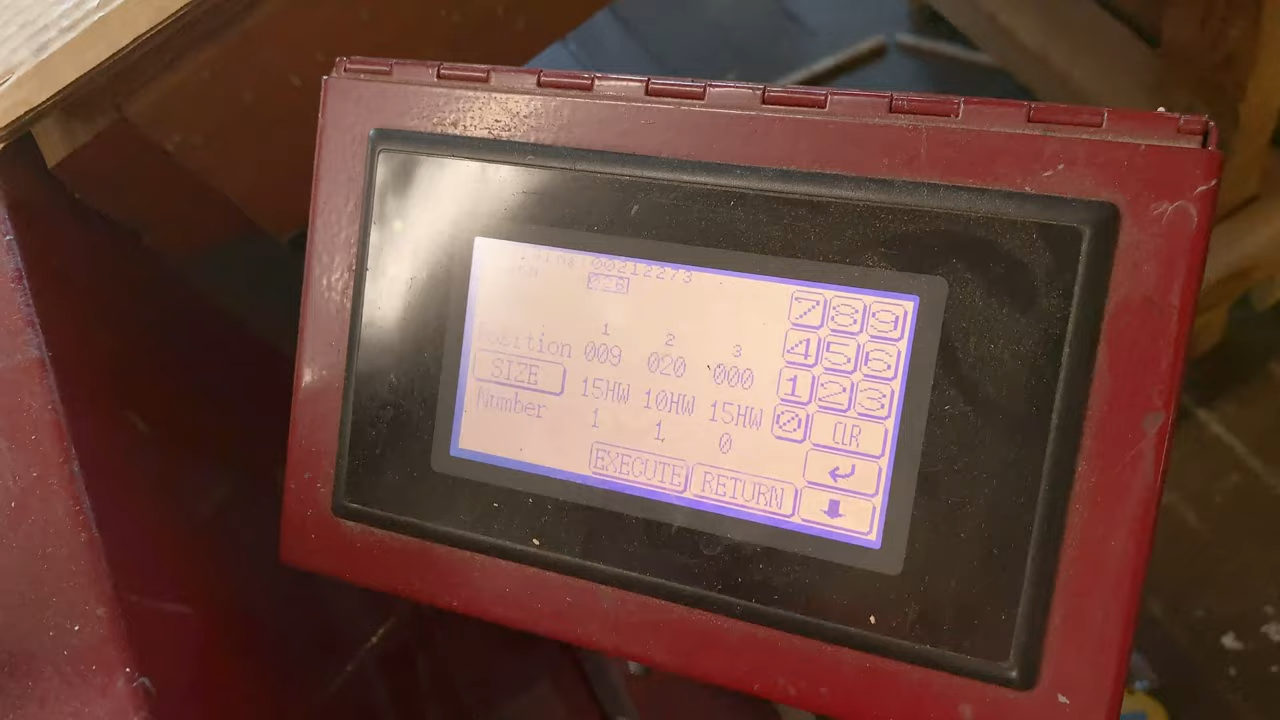 00212273
026
1 2 3
Position 009 020 000
SIZE 15HW 10HW 15HW
Number 1 1 0
EXECUTE RETURN
7 8 9
4 5 6
1 2 3
0 CLR